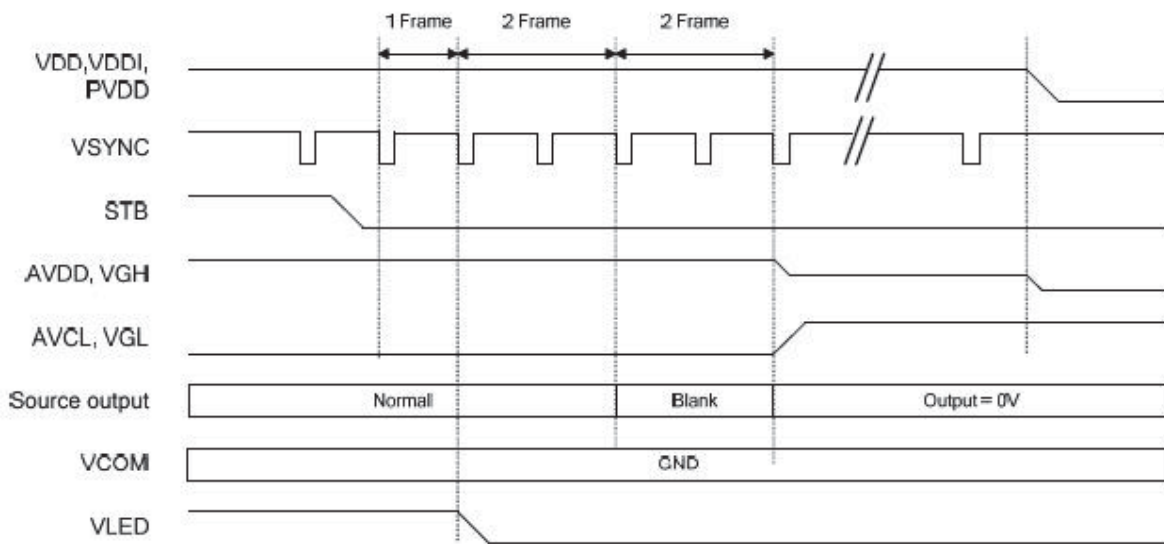 1 Frame 2 Frame 2 Frame
VDD,VDDI,
PVDD
VSYNC
STB
AVDD, VGH
AVCL, VGL
Source output Normal Blank Output = 0V
VCOM GND
VLED